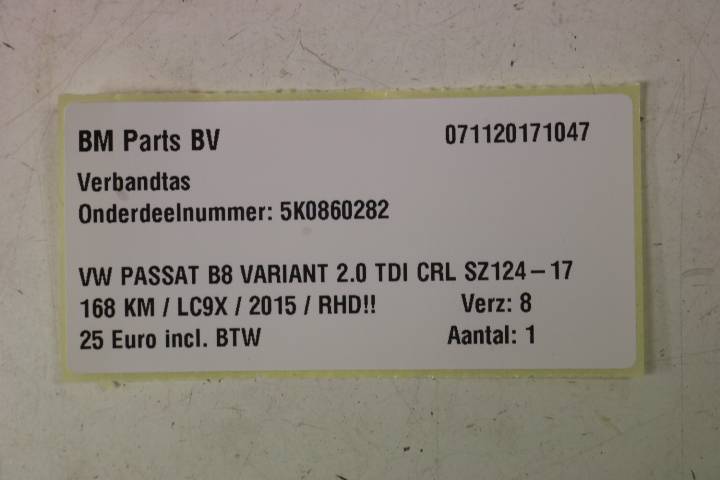 BM Parts BV 071120171047
Verbandtas
Onderdeelnummer: 5K0860282
VW PASSAT B8 VARIANT 2.0 TDI CRL SZ124-17
168 KM / LC9X / 2015 / RHD!! Verz: 8
25 Euro incl. BTW Aantal: 1